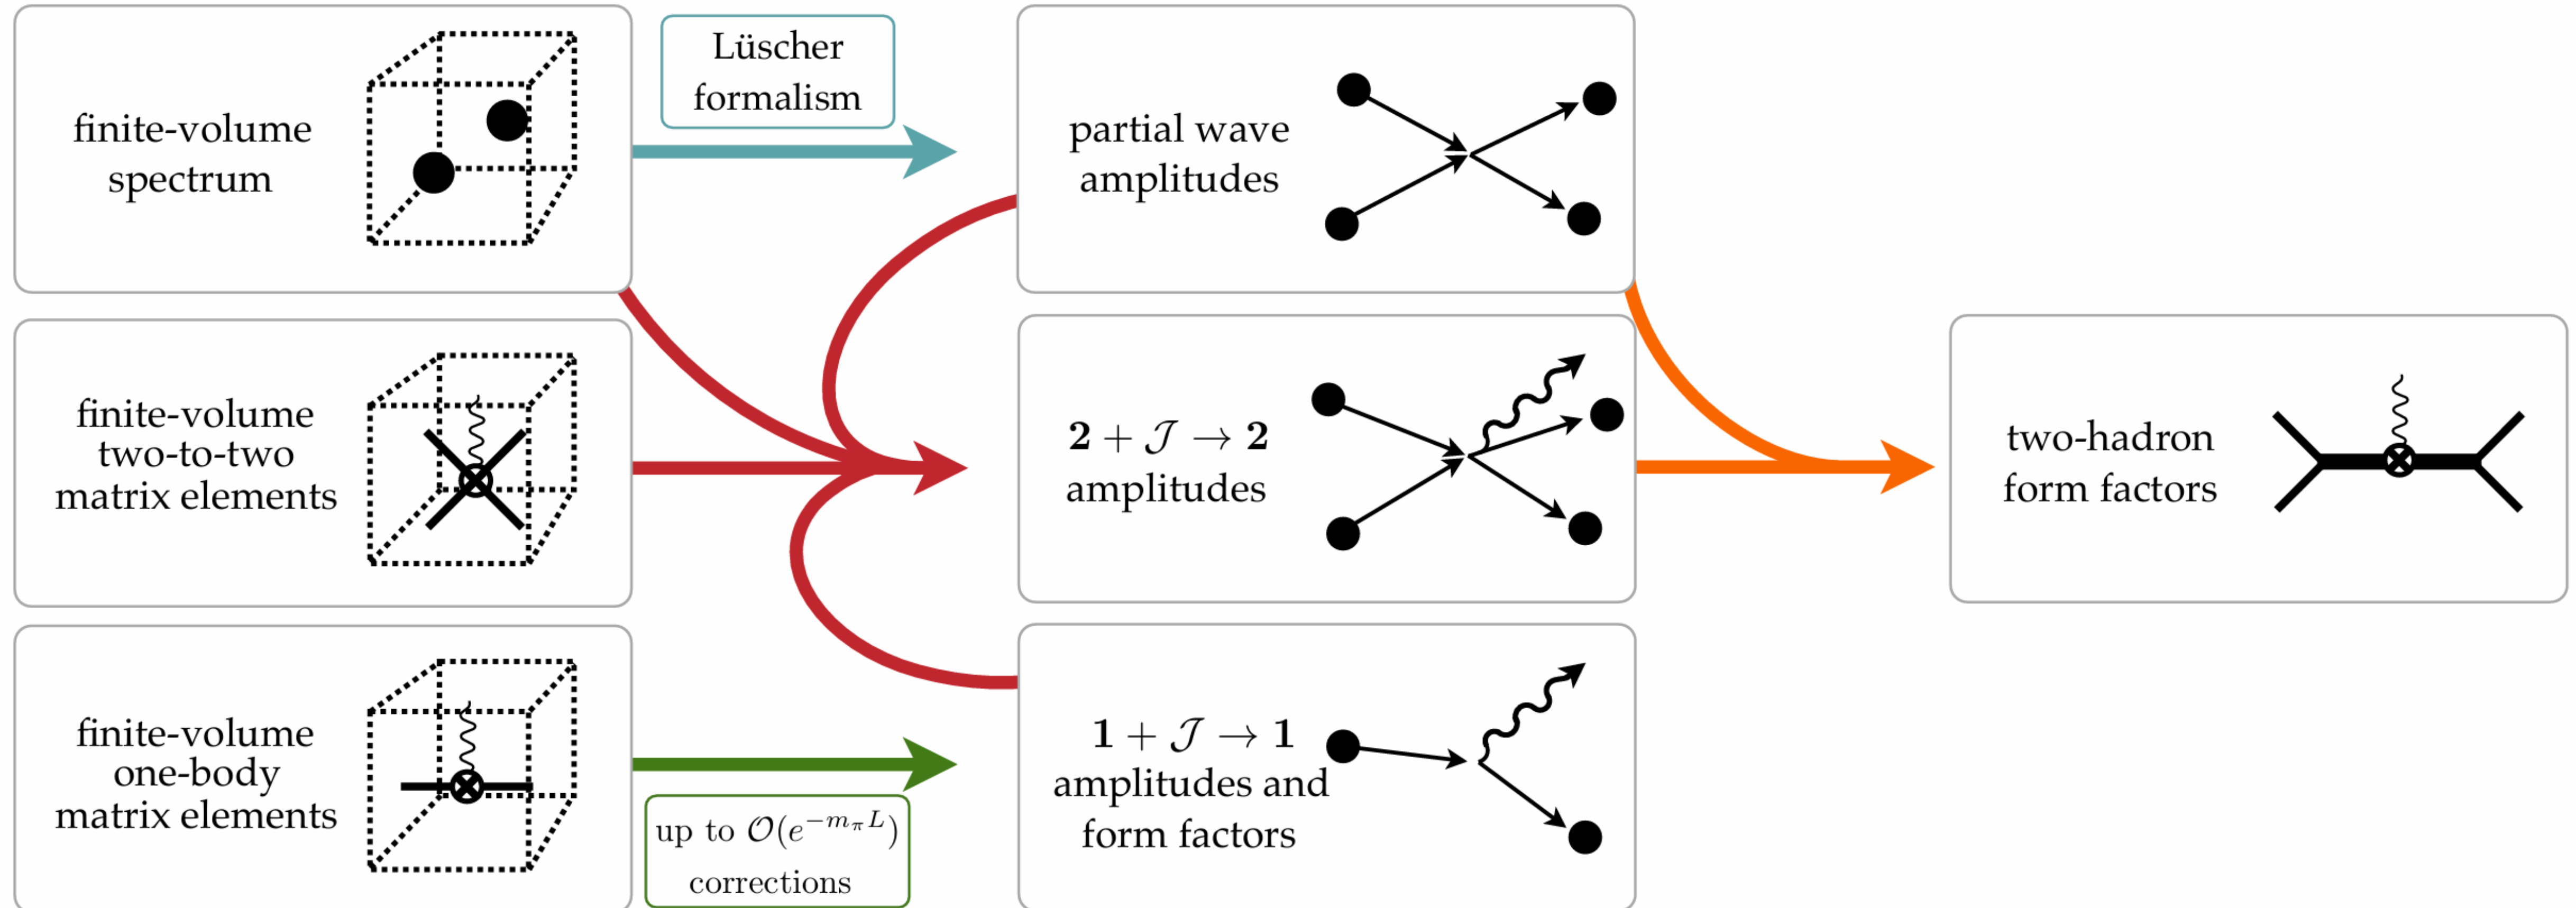 finite-volume
spectrum
Lüscher
formalism
partial wave
amplitudes
finite-volume
two-to-two
matrix elements
2 + 𝒥 → 2
amplitudes
two-hadron
form factors
finite-volume
one-body
matrix elements
up to 𝒪(e^{-m_π L})
corrections
1 + 𝒥 → 1
amplitudes and
form factors